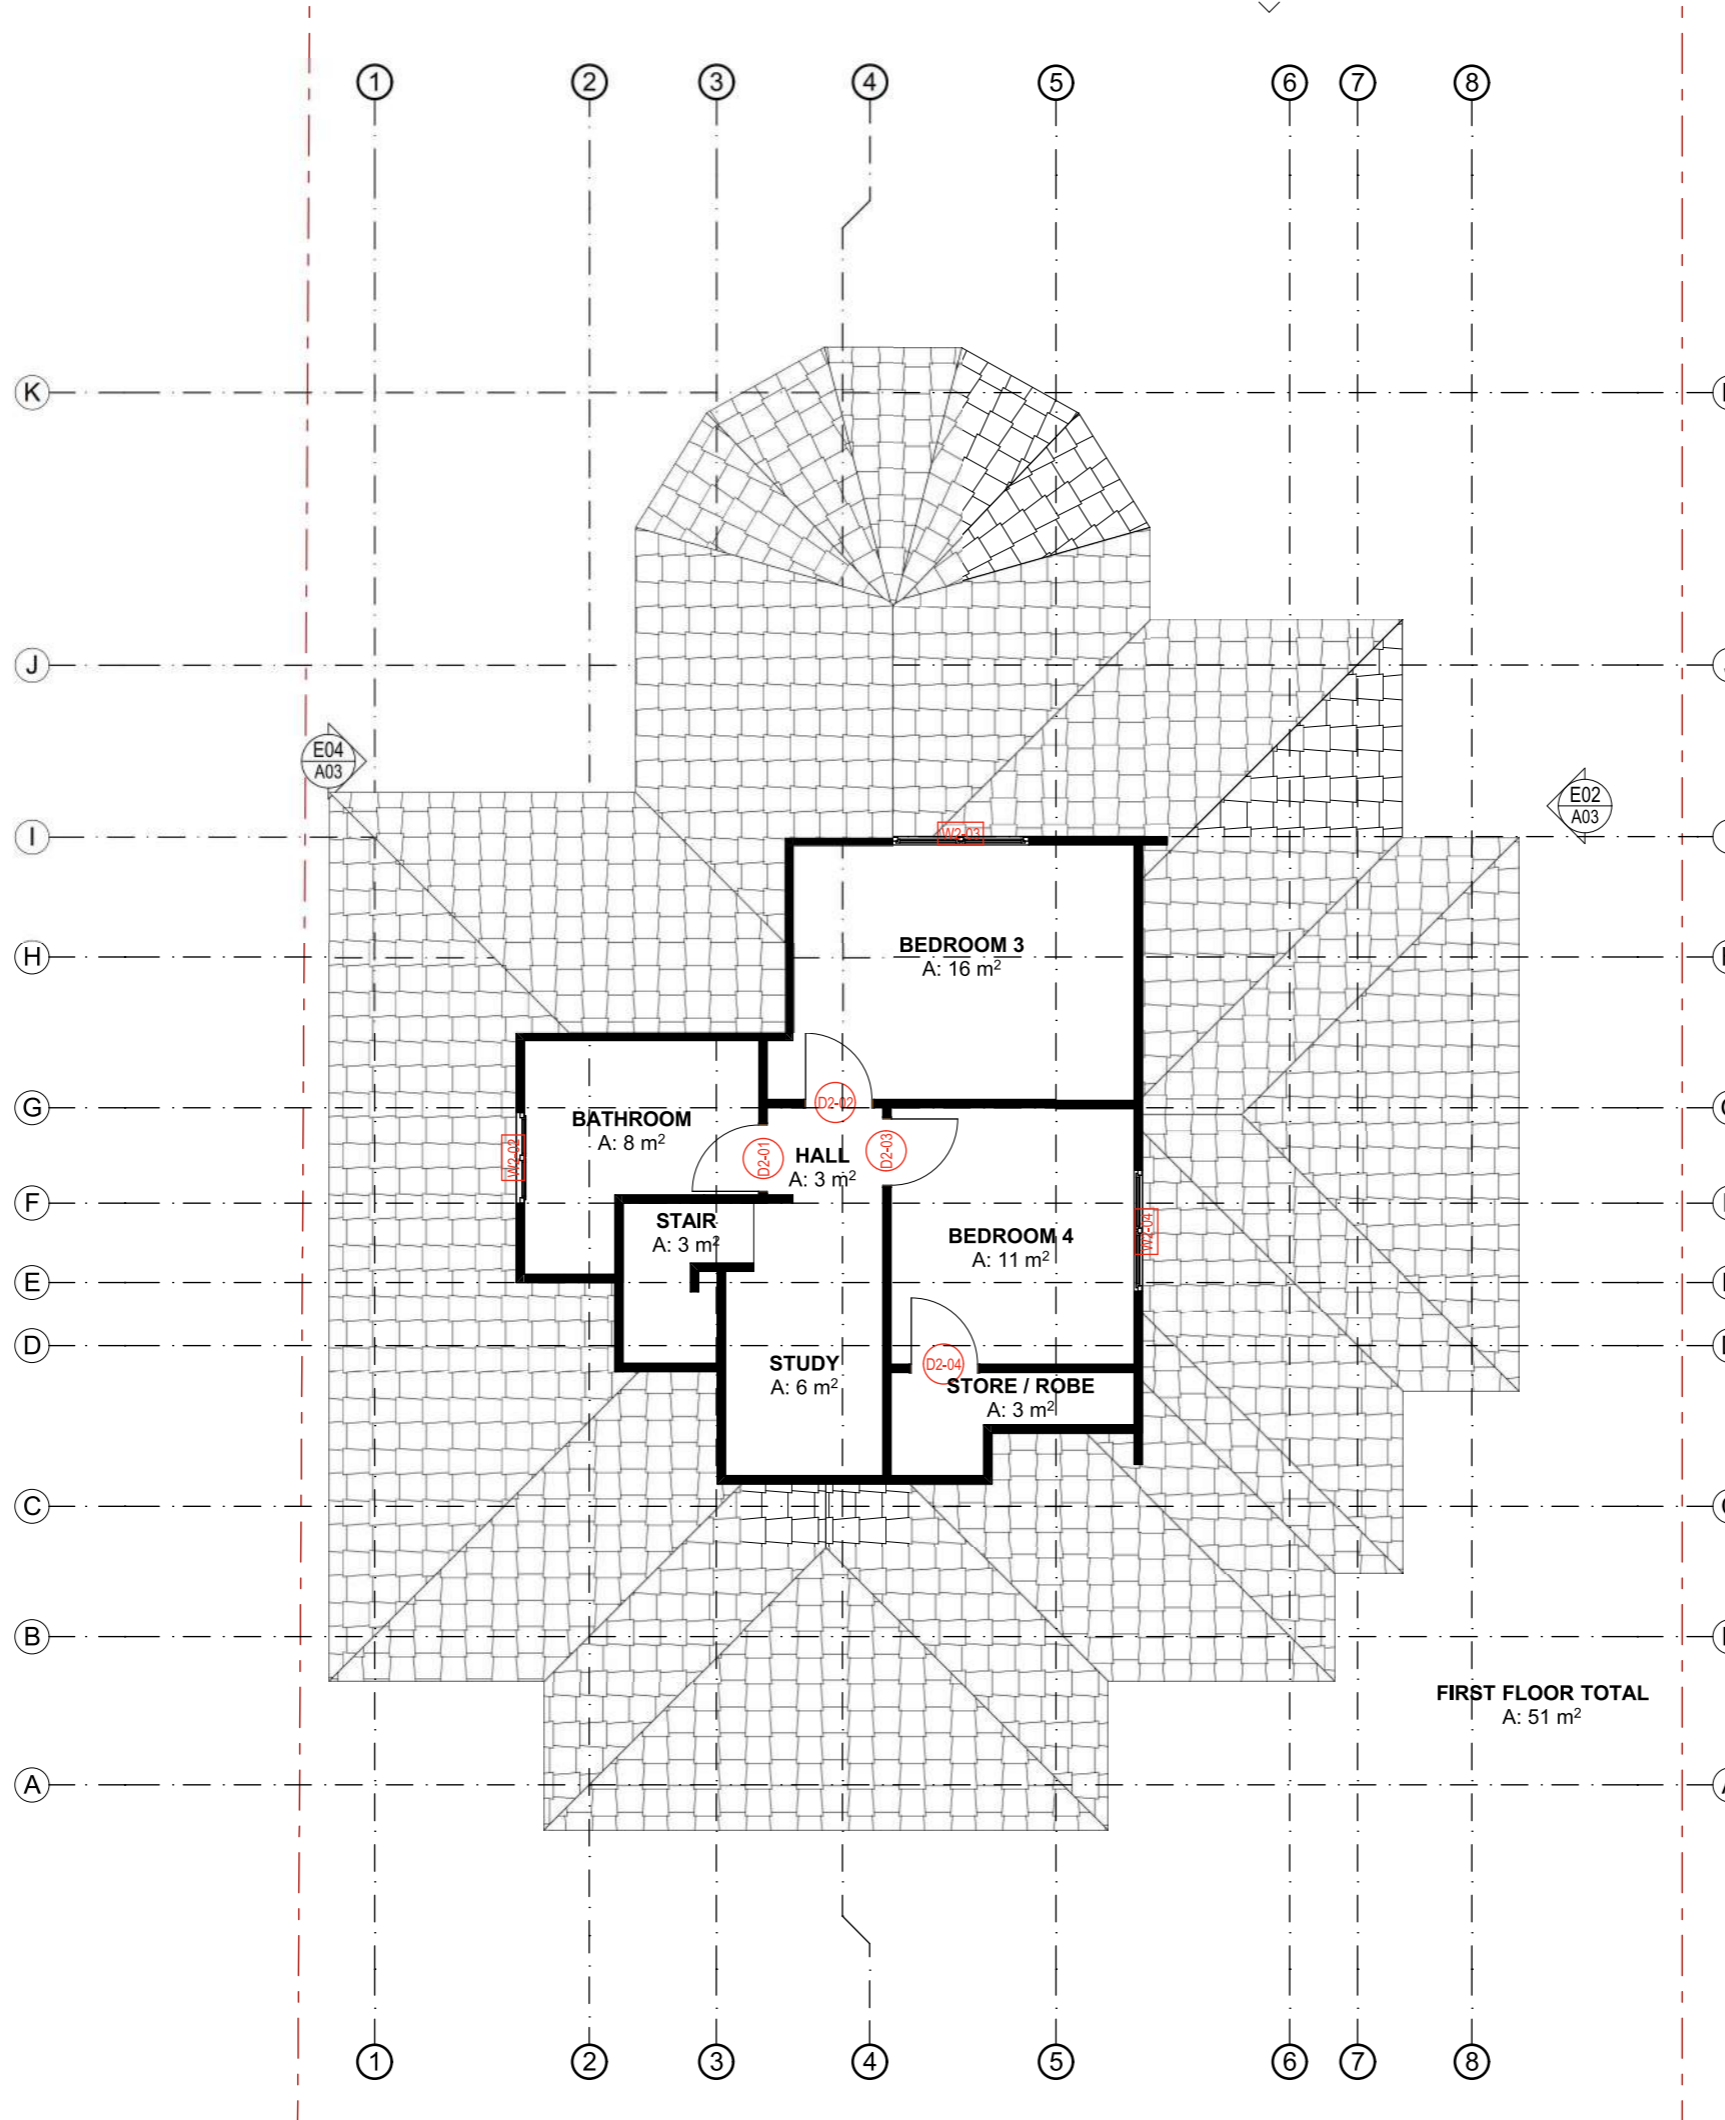 1 2 3 4 5 6 7 8
K
J
E04
A03
E02
A03
I
W2-03
H
BEDROOM 3
A: 16 m²
G
D2-02
BATHROOM
A: 8 m²
W2-02
D2-01
HALL
A: 3 m²
D2-03
F
STAIR
A: 3 m²
BEDROOM 4
A: 11 m²
W2-04
E
D
STUDY
A: 6 m²
D2-04
STORE / ROBE
A: 3 m²
C
B
FIRST FLOOR TOTAL
A: 51 m²
A
1 2 3 4 5 6 7 8